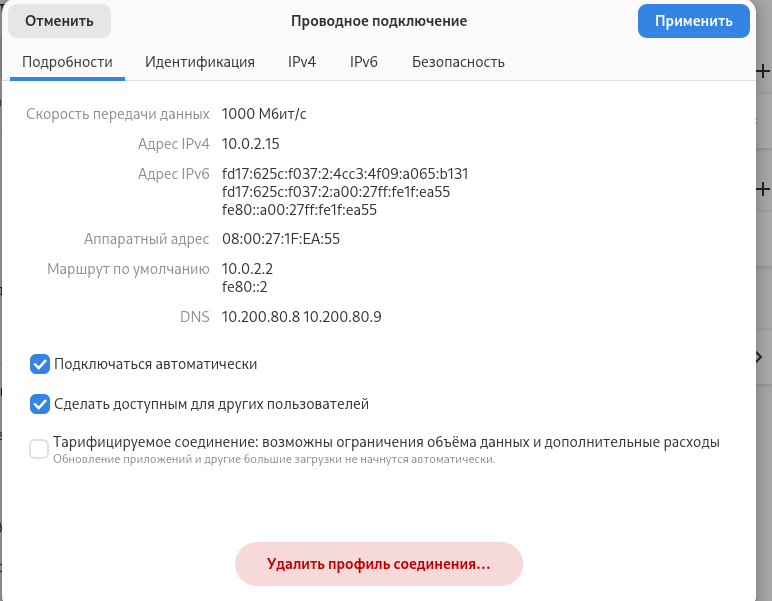 Отменить Проводное подключение Применить
Подробности Идентификация IPv4 IPv6 Безопасность
Скорость передачи данных 1000 Мбит/с
Адрес IPv4 10.0.2.15
Адрес IPv6 fd17:625c:f037:2:4cc3:4f09:a065:b131
fd17:625c:f037:2:a00:27ff:fe1f:ea55
fe80::a00:27ff:fe1f:ea55
Аппаратный адрес 08:00:27:1F:EA:55
Маршрут по умолчанию 10.0.2.2
fe80::2
DNS 10.200.80.8 10.200.80.9
Подключаться автоматически
Сделать доступным для других пользователей
Тарифицируемое соединение: возможны ограничения объёма данных и дополнительные расходы
Обновление приложений и другие большие загрузки не начнутся автоматически.
Удалить профиль соединения...